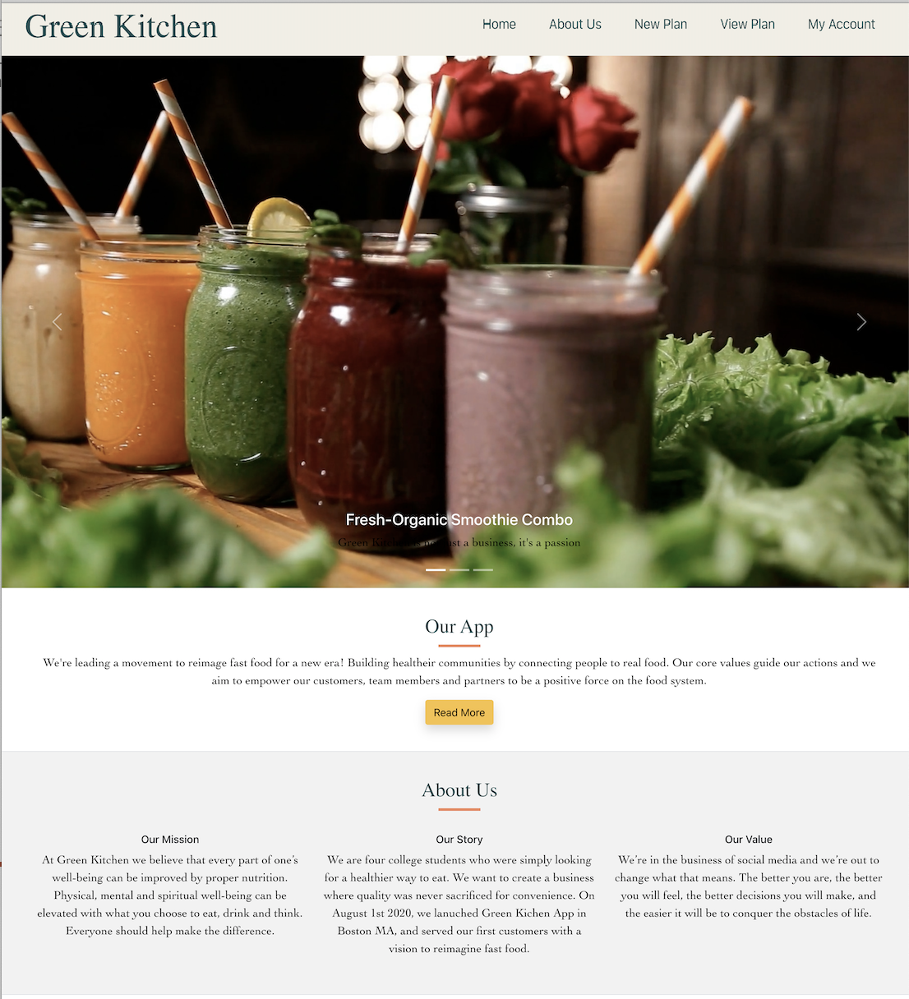 Green Kitchen
Home About Us New Plan View Plan My Account
Fresh-Organic Smoothie Combo
Green Kitchen is not just a business, it's a passion
Our App
We're leading a movement to reimage fast food for a new era! Building healtheir communities by connecting people to real food. Our core values guide our actions and we
aim to empower our customers, team members and partners to be a positive force on the food system.
Read More
About Us
Our Mission
At Green Kitchen we believe that every part of one’s
well-being can be improved by proper nutrition.
Physical, mental and spiritual well-being can be
elevated with what you choose to eat, drink and think.
Everyone should help make the difference.
Our Story
We are four college students who were simply looking
for a healthier way to eat. We want to create a business
where quality was never sacrificed for convenience. On
August 1st 2020, we lanuched Green Kichen App in
Boston MA, and served our first customers with a
vision to reimagine fast food.
Our Value
We’re in the business of social media and we’re out to
change what that means. The better you are, the better
you will feel, the better decisions you will make, and
the easier it will be to conquer the obstacles of life.